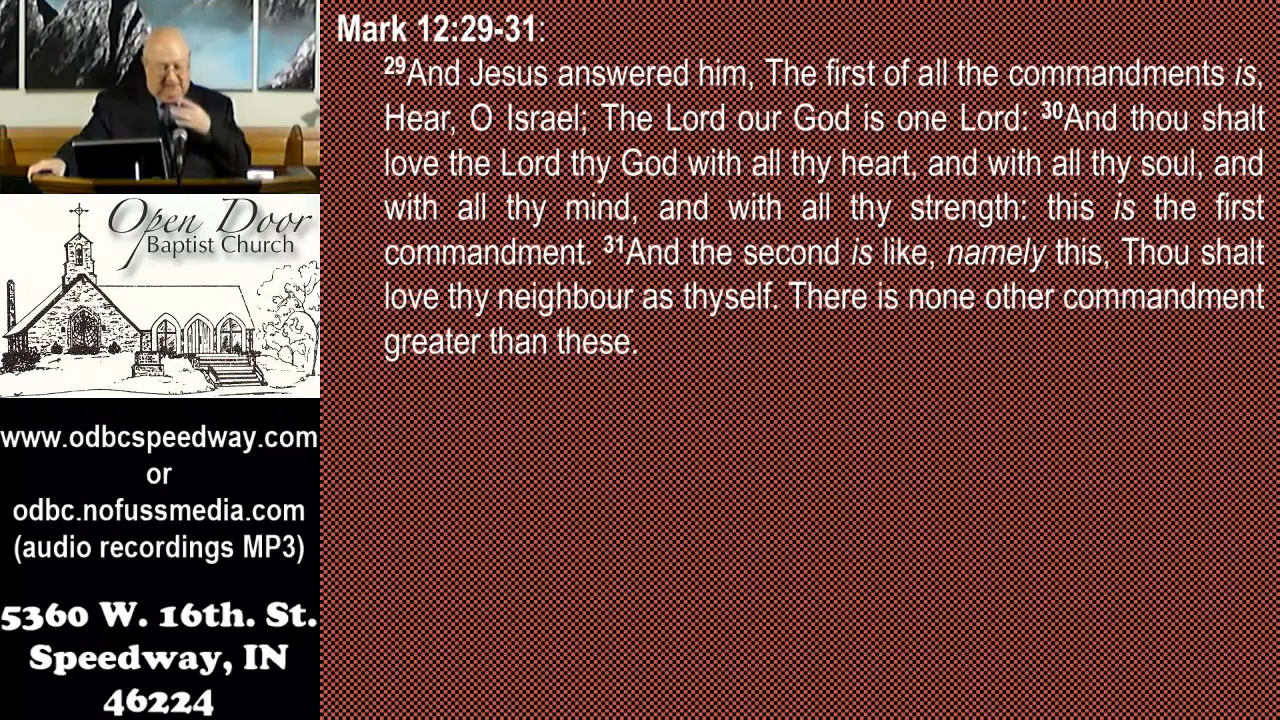 Mark 12:29-31:
29And Jesus answered him, The first of all the commandments is,
Hear, O Israel; The Lord our God is one Lord: 30And thou shalt
love the Lord thy God with all thy heart, and with all thy soul, and
with all thy mind, and with all thy strength: this is the first
commandment. 31And the second is like, namely this, Thou shalt
love thy neighbour as thyself. There is none other commandment
greater than these.
Open Door
Baptist Church
www.odbcspeedway.com
or
odbc.nofussmedia.com
(audio recordings MP3)
5360 W. 16th. St.
Speedway, IN
46224